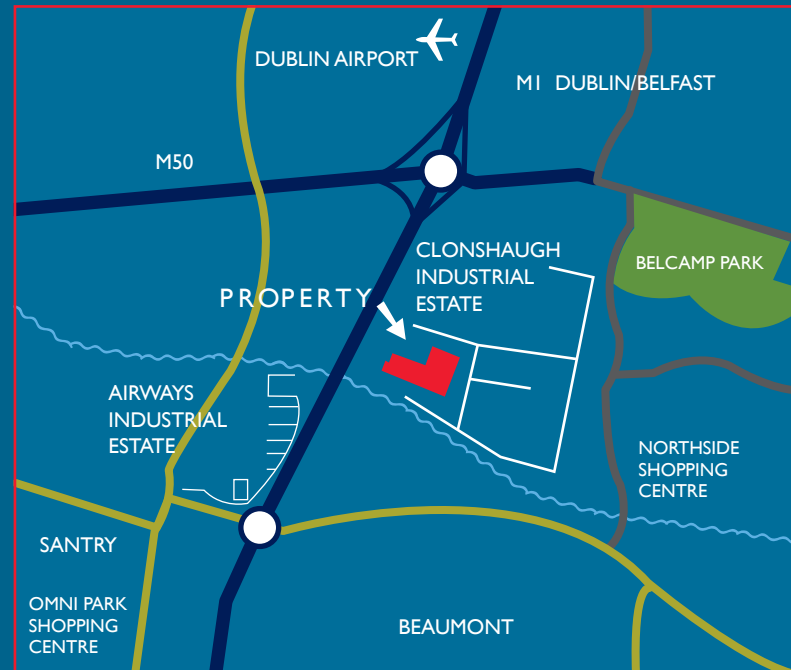 DUBLIN AIRPORT
M1 DUBLIN/BELFAST
M50
CLONSHAUGH
INDUSTRIAL
ESTATE
BELCAMP PARK
PROPERTY
AIRWAYS
INDUSTRIAL
ESTATE
NORTHSIDE
SHOPPING
CENTRE
SANTRY
OMNI PARK
SHOPPING
CENTRE
BEAUMONT